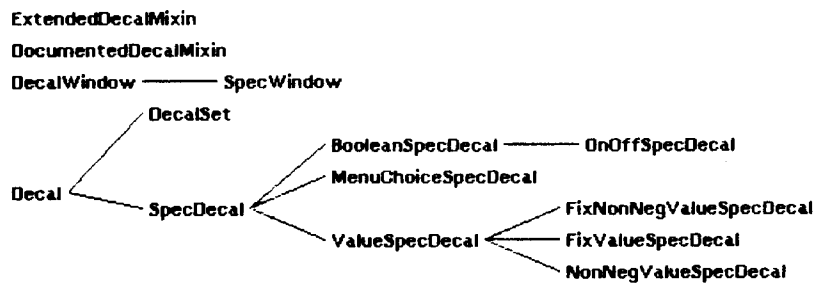 ExtendedDecalMixin
DocumentedDecalMixin
DecalWindow SpecWindow
DecalSet
BooleanSpecDecal OnOffSpecDecal
MenuChoiceSpecDecal
Decal
SpecDecal
FixNonNegValueSpecDecal
ValueSpecDecal FixValueSpecDecal
NonNegValueSpecDecal